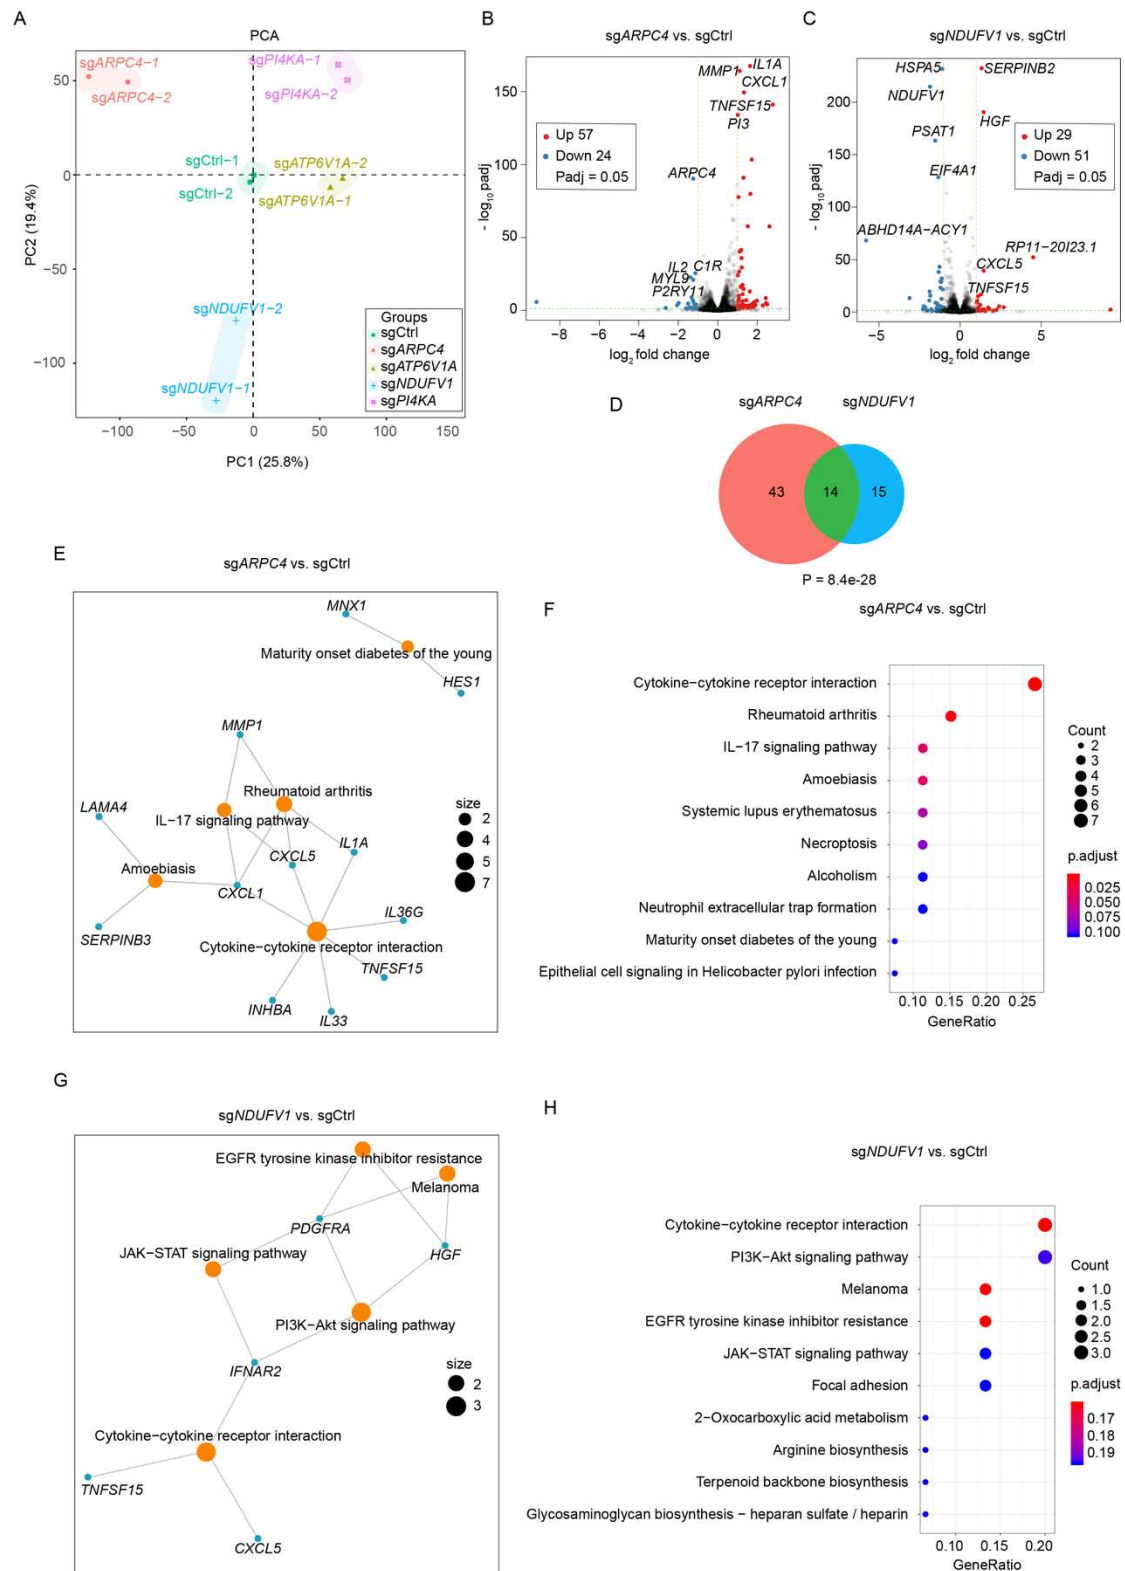 A
PCA
sgARPC4−1
sgARPC4−2
sgPI4KA−1
sgPI4KA−2
sgCtrl−1
sgCtrl−2
sgATP6V1A−2
sgATP6V1A−1
sgNDUFV1−2
sgNDUFV1−1
50
0
−50
−100
PC2 (19.4%)
−100
−50
0
50
100
150
PC1 (25.8%)
Groups
sgCtrl
sgARPC4
sgATP6V1A
sgNDUFV1
sgPI4KA
B
sgARPC4 vs. sgCtrl
IL1A
MMP1
CXCL1
TNFSF15
PI3
ARPC4
IL2
C1R
MYL9
P2RY11
Up 57
Down 24
Padj = 0.05
150
100
50
0
- log10 padj
−8
−6
−4
−2
0
2
log2 fold change
C
sgNDUFV1 vs. sgCtrl
HSPA5
SERPINB2
NDUFV1
HGF
PSAT1
EIF4A1
ABHD14A−ACY1
RP11−20I23.1
CXCL5
TNFSF15
Up 29
Down 51
Padj = 0.05
200
150
100
50
0
- log10 padj
−5
0
5
log2 fold change
D
sgARPC4
sgNDUFV1
43
14
15
P = 8.4e-28
E
sgARPC4 vs. sgCtrl
MNX1
Maturity onset diabetes of the young
HES1
MMP1
Rheumatoid arthritis
LAMA4
IL−17 signaling pathway
CXCL5
IL1A
Amoebiasis
CXCL1
IL36G
SERPINB3
Cytokine−cytokine receptor interaction
TNFSF15
INHBA
IL33
size
2
4
5
7
F
sgARPC4 vs. sgCtrl
Cytokine−cytokine receptor interaction
Rheumatoid arthritis
IL−17 signaling pathway
Amoebiasis
Systemic lupus erythematosus
Necroptosis
Alcoholism
Neutrophil extracellular trap formation
Maturity onset diabetes of the young
Epithelial cell signaling in Helicobacter pylori infection
0.10
0.15
0.20
0.25
GeneRatio
Count
2
3
4
5
6
7
p.adjust
0.025
0.050
0.075
0.100
G
sgNDUFV1 vs. sgCtrl
EGFR tyrosine kinase inhibitor resistance
Melanoma
PDGFRA
HGF
JAK−STAT signaling pathway
PI3K−Akt signaling pathway
IFNAR2
Cytokine−cytokine receptor interaction
TNFSF15
CXCL5
size
2
3
H
sgNDUFV1 vs. sgCtrl
Cytokine−cytokine receptor interaction
PI3K−Akt signaling pathway
Melanoma
EGFR tyrosine kinase inhibitor resistance
JAK−STAT signaling pathway
Focal adhesion
2−Oxocarboxylic acid metabolism
Arginine biosynthesis
Terpenoid backbone biosynthesis
Glycosaminoglycan biosynthesis − heparan sulfate / heparin
0.10
0.15
0.20
GeneRatio
Count
1.0
1.5
2.0
2.5
3.0
p.adjust
0.17
0.18
0.19